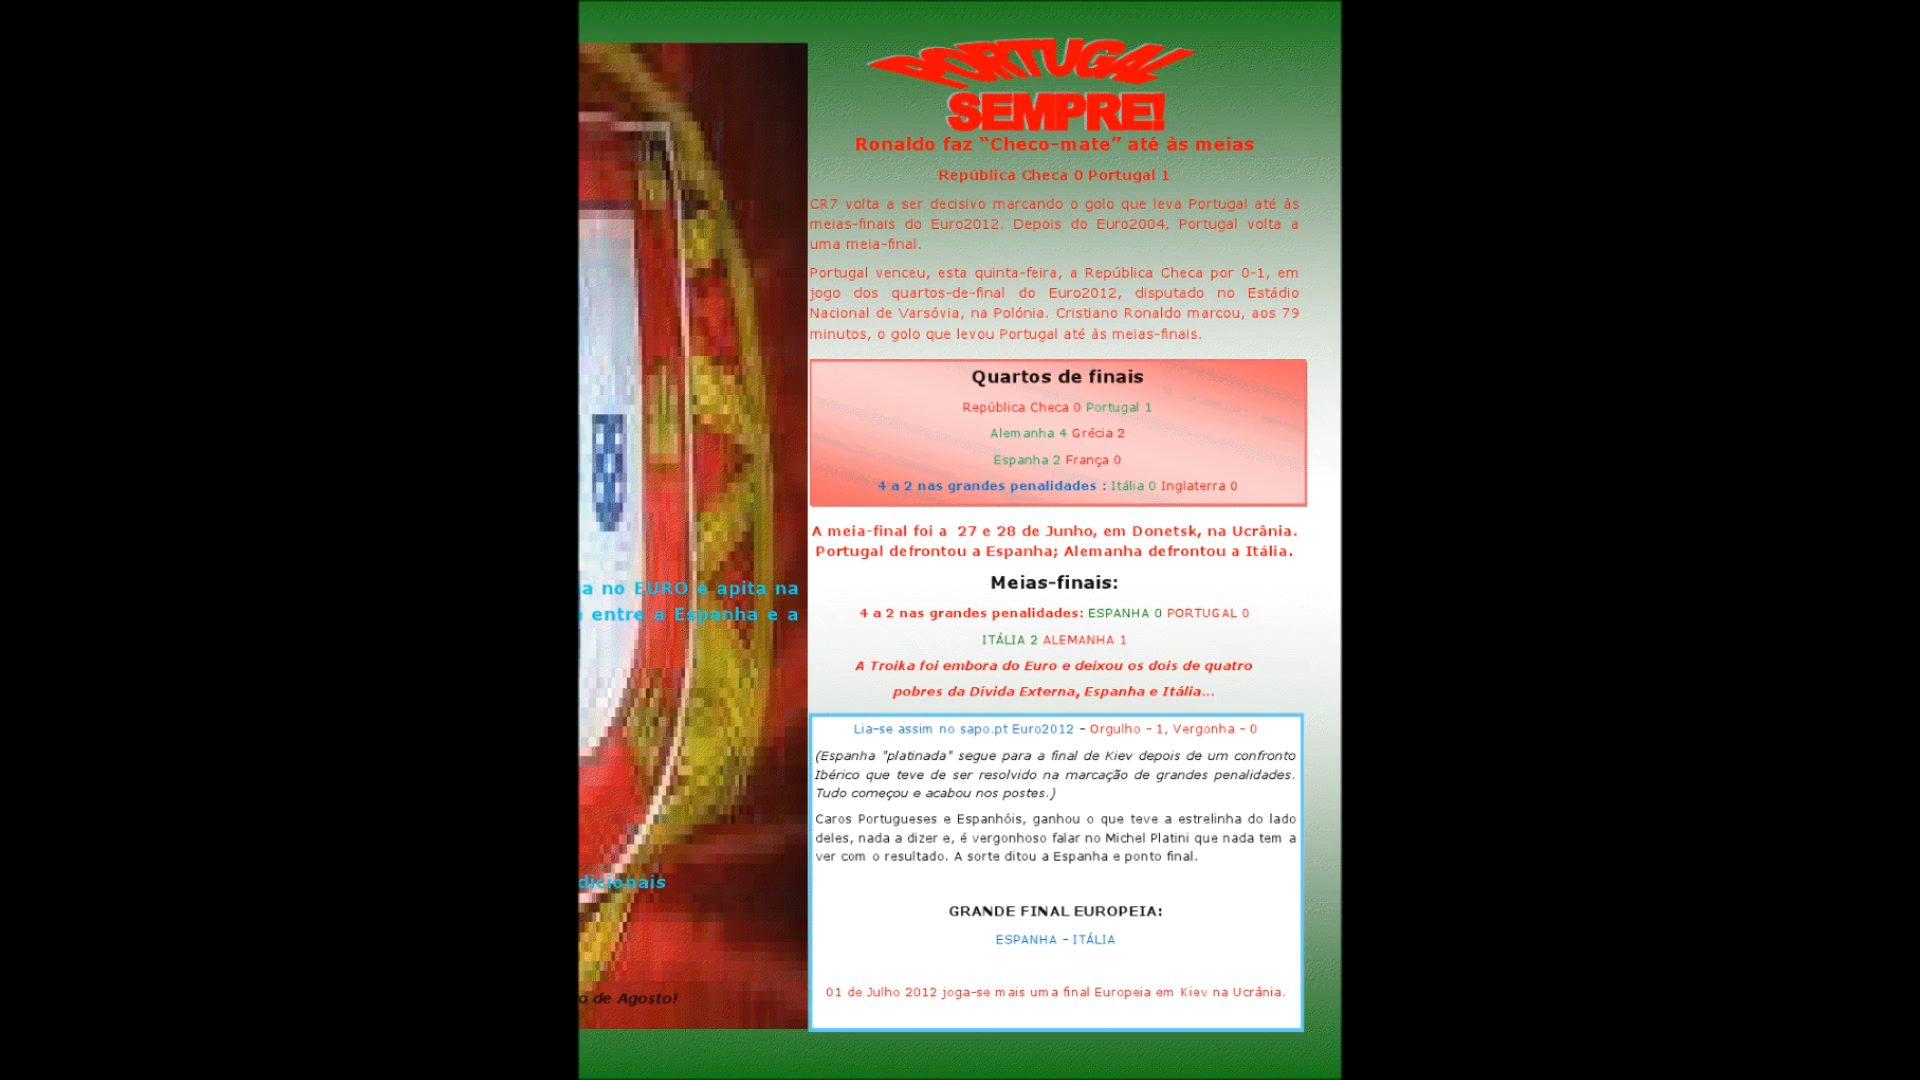 a no EURO e apita na
entre a Espanha e a
dicionais
o de Agosto!
PORTUGAL
SEMPRE!
Ronaldo faz “Checo-mate” até às meias
República Checa 0 Portugal 1
CR7 volta a ser decisivo marcando o golo que leva Portugal até às
meias-finais do Euro2012. Depois do Euro2004, Portugal volta a
uma meia-final.
Portugal venceu, esta quinta-feira, a República Checa por 0-1, em
jogo dos quartos-de-final do Euro2012, disputado no Estádio
Nacional de Varsóvia, na Polónia. Cristiano Ronaldo marcou, aos 79
minutos, o golo que levou Portugal até às meias-finais.
Quartos de finais
República Checa 0 Portugal 1
Alemanha 4 Grécia 2
Espanha 2 França 0
4 a 2 nas grandes penalidades : Itália 0 Inglaterra 0
A meia-final foi a 27 e 28 de Junho, em Donetsk, na Ucrânia.
Portugal defrontou a Espanha; Alemanha defrontou a Itália.
Meias-finais:
4 a 2 nas grandes penalidades: ESPANHA 0 PORTUGAL 0
ITÁLIA 2 ALEMANHA 1
A Troika foi embora do Euro e deixou os dois de quatro
pobres da Dívida Externa, Espanha e Itália...
Lia-se assim no sapo.pt Euro2012 - Orgulho - 1, Vergonha - 0
(Espanha "platinada" segue para a final de Kiev depois de um confronto
Ibérico que teve de ser resolvido na marcação de grandes penalidades.
Tudo começou e acabou nos postes.)
Caros Portugueses e Espanhóis, ganhou o que teve a estrelinha do lado
deles, nada a dizer e, é vergonhoso falar no Michel Platini que nada tem a
ver com o resultado. A sorte ditou a Espanha e ponto final.
GRANDE FINAL EUROPEIA:
ESPANHA - ITÁLIA
01 de Julho 2012 joga-se mais uma final Europeia em Kiev na Ucrânia.